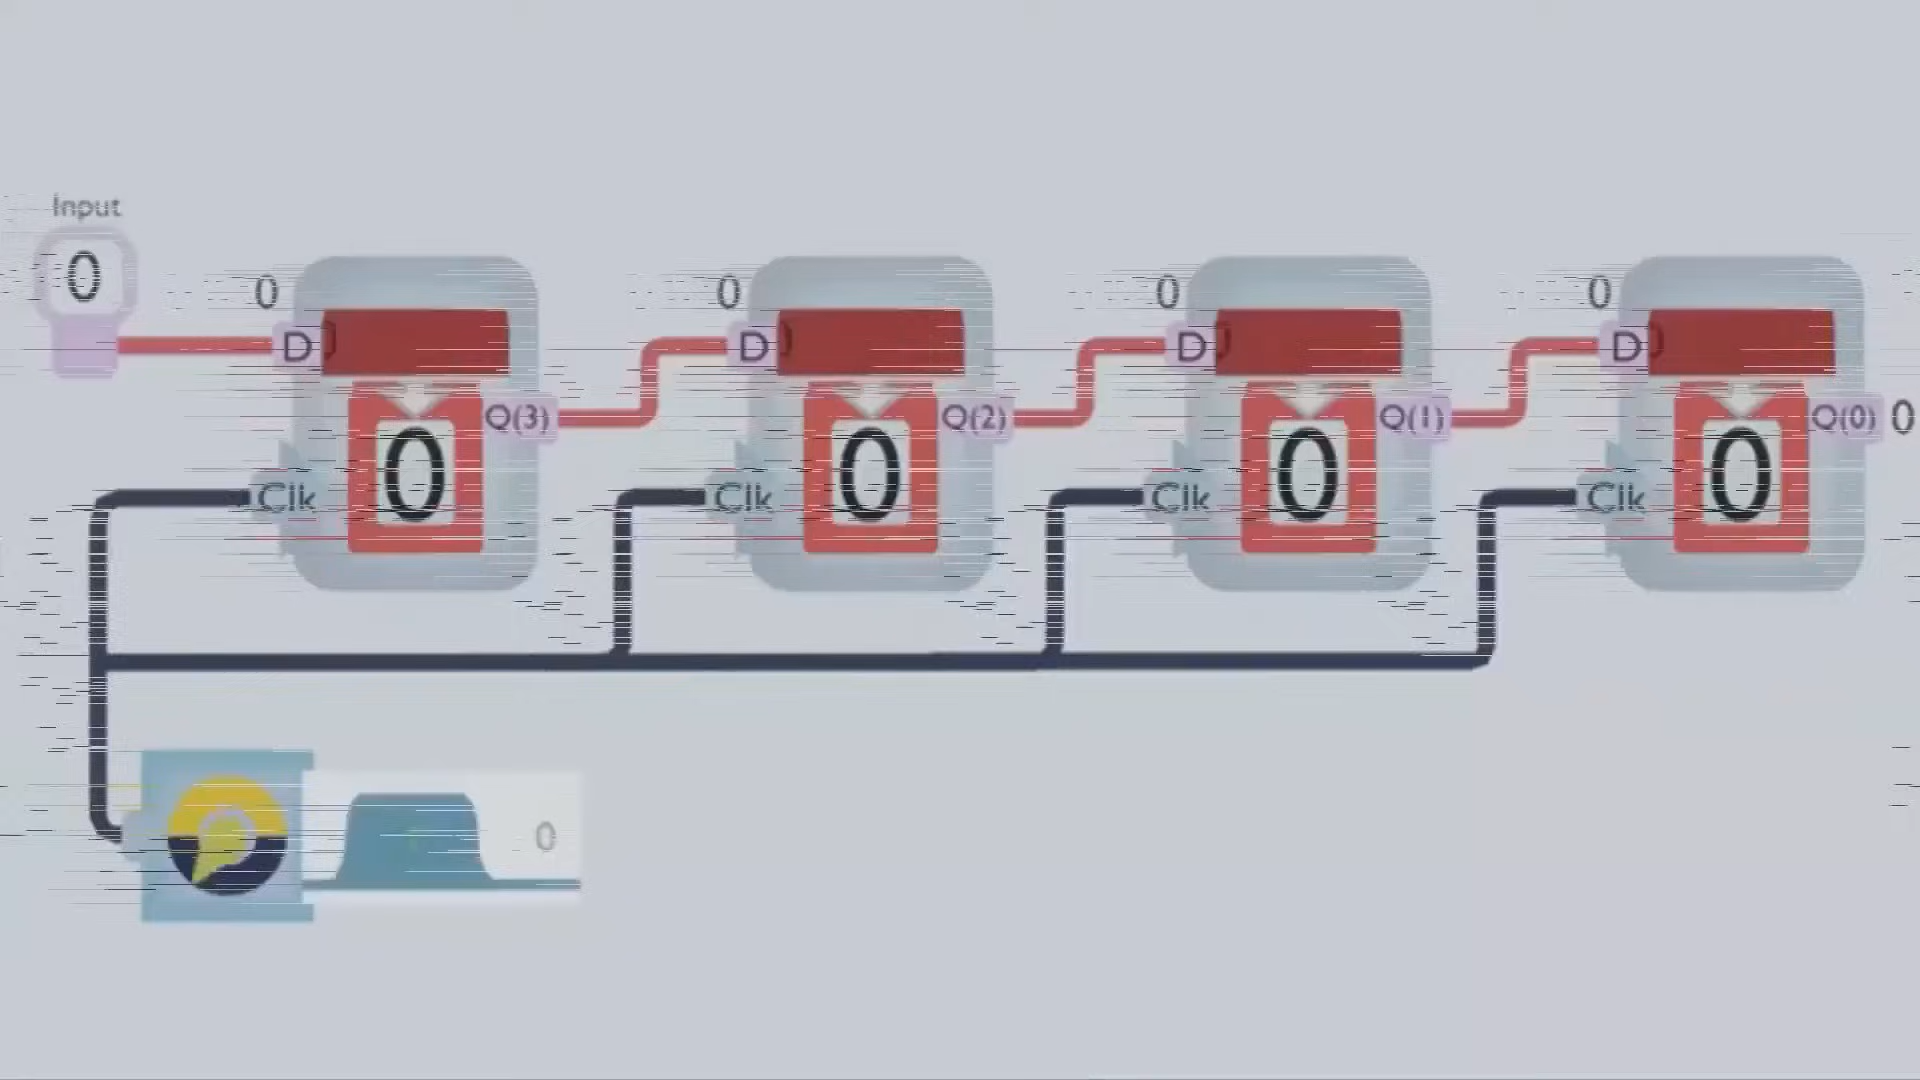 Input
0
0 0 0 0
D D D D
Q(3) Q(2) Q(1) Q(0) 0
0 0 0 0
Clk Clk Clk Clk
0